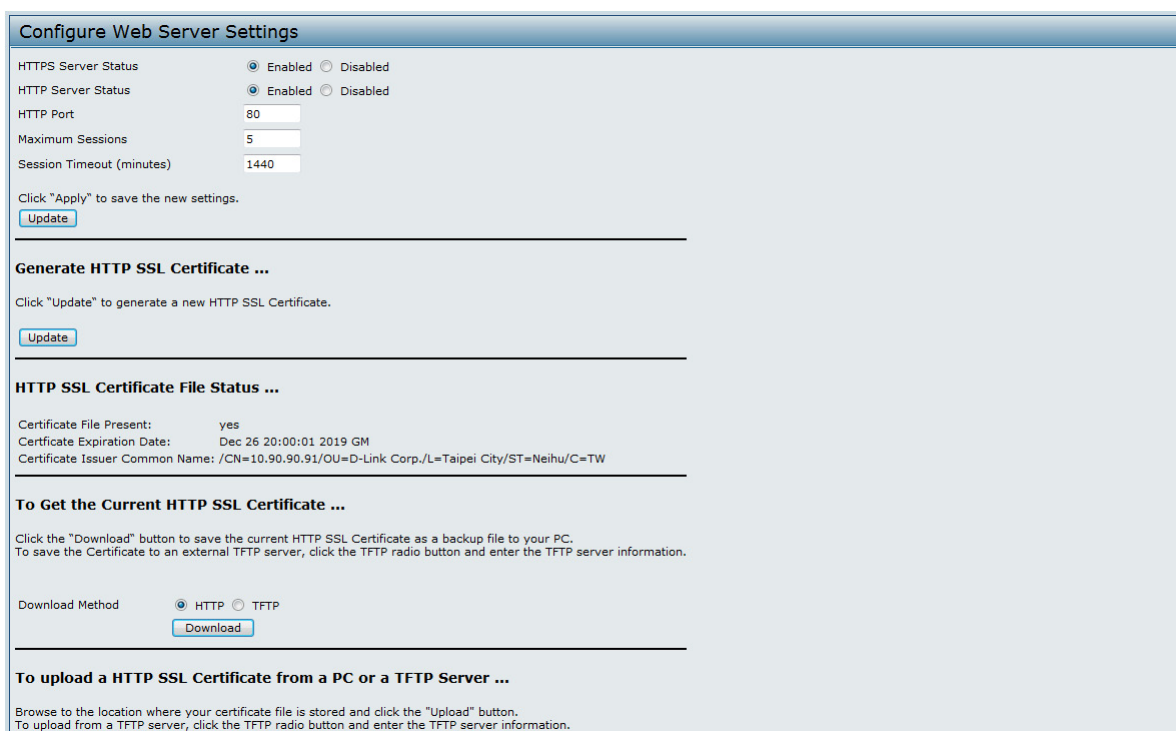 Configure Web Server Settings
HTTPS Server Status Enabled Disabled
HTTP Server Status Enabled Disabled
HTTP Port 80
Maximum Sessions 5
Session Timeout (minutes) 1440
Click "Apply" to save the new settings.
Update
Generate HTTP SSL Certificate ...
Click "Update" to generate a new HTTP SSL Certificate.
Update
HTTP SSL Certificate File Status ...
Certificate File Present: yes
Certficate Expiration Date: Dec 26 20:00:01 2019 GM
Certificate Issuer Common Name: /CN=10.90.90.91/OU=D-Link Corp./L=Taipei City/ST=Neihu/C=TW
To Get the Current HTTP SSL Certificate ...
Click the "Download" button to save the current HTTP SSL Certificate as a backup file to your PC.
To save the Certificate to an external TFTP server, click the TFTP radio button and enter the TFTP server information.
Download Method HTTP TFTP
Download
To upload a HTTP SSL Certificate from a PC or a TFTP Server ...
Browse to the location where your certificate file is stored and click the "Upload" button.
To upload from a TFTP server, click the TFTP radio button and enter the TFTP server information.